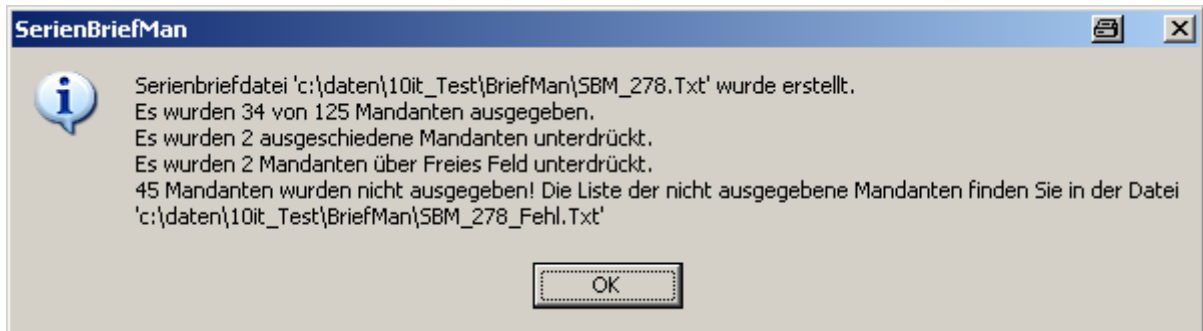 SerienBriefMan
Serienbriefdatei 'c:\daten\10it_Test\BriefMan\SBM_278.Txt' wurde erstellt.
Es wurden 34 von 125 Mandanten ausgegeben.
Es wurden 2 ausgeschiedene Mandanten unterdrückt.
Es wurden 2 Mandanten über Freies Feld unterdrückt.
45 Mandanten wurden nicht ausgegeben! Die Liste der nicht ausgegebene Mandanten finden Sie in der Datei
'c:\daten\10it_Test\BriefMan\SBM_278_Fehl.Txt'
OK